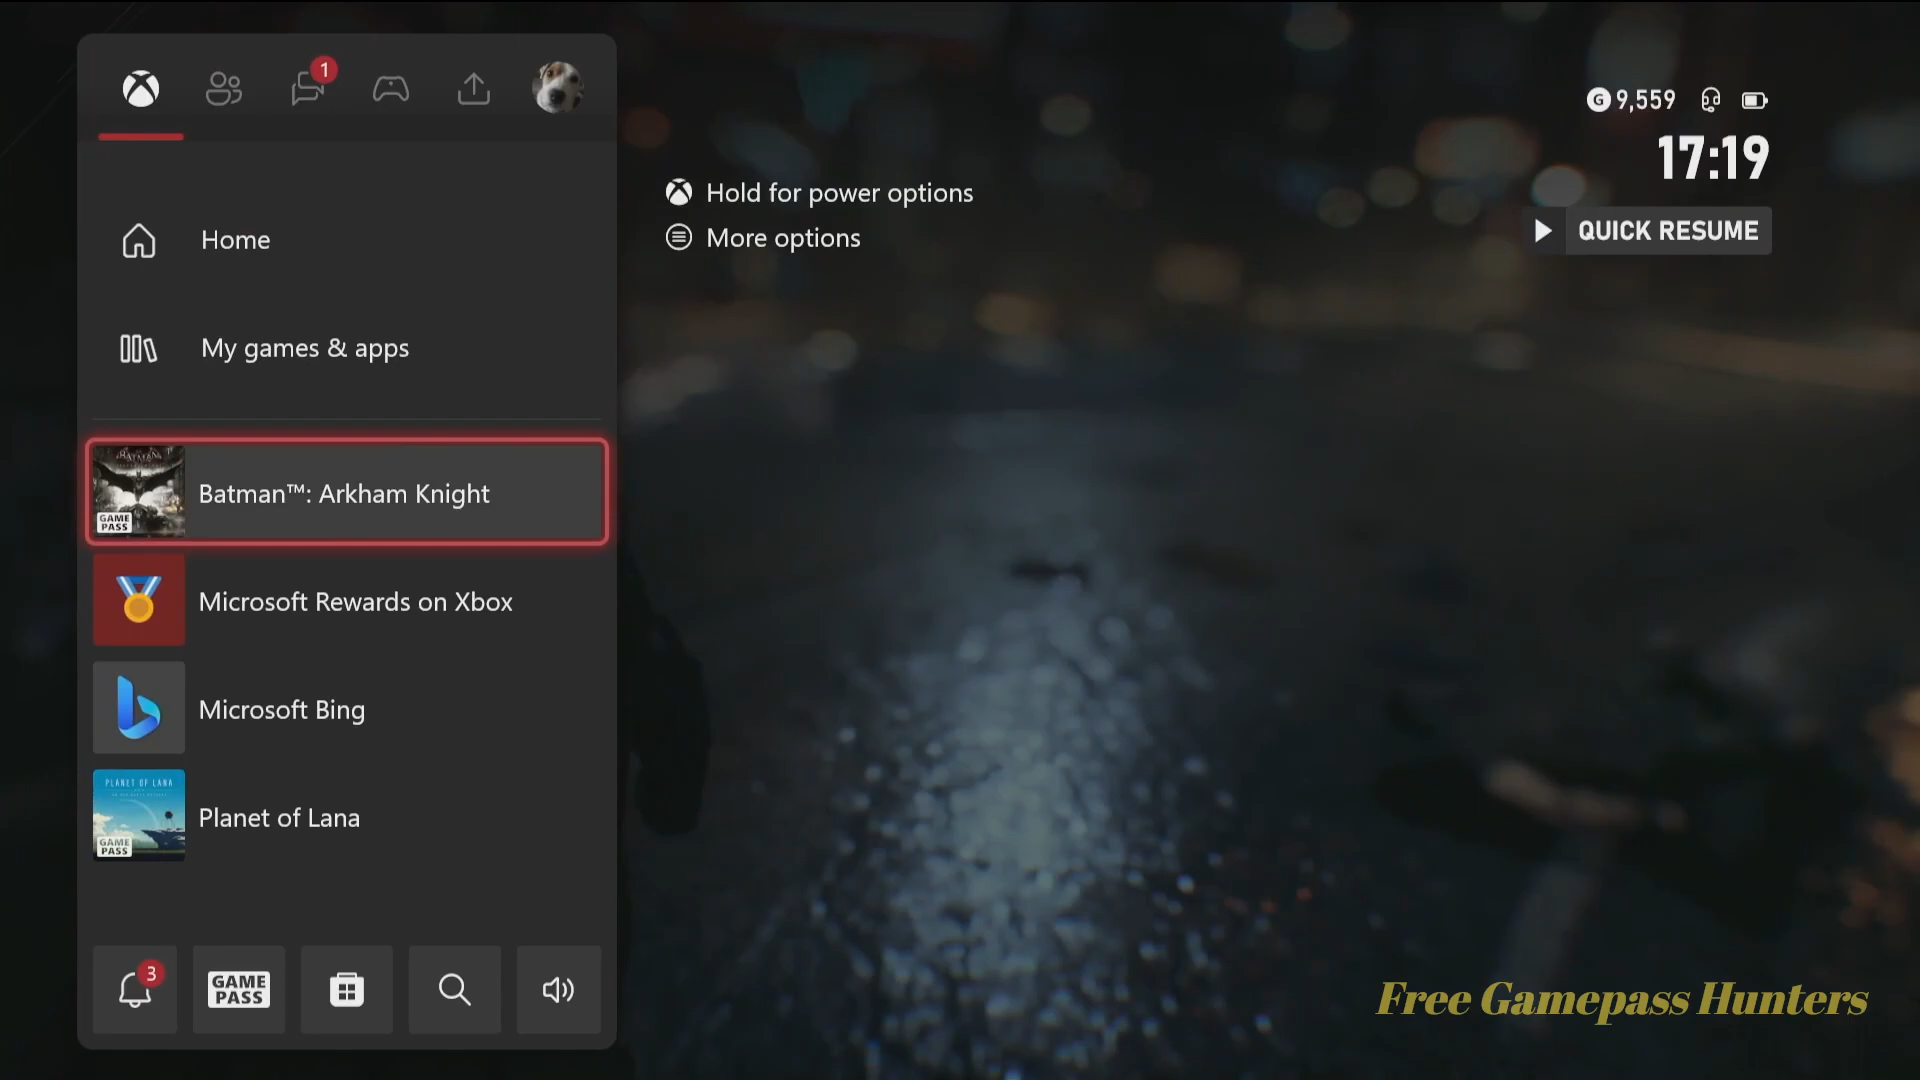 1
Home
My games & apps
BATMAN
GAME
PASS
Batman™: Arkham Knight
Microsoft Rewards on Xbox
Microsoft Bing
PLANET OF LANA
GAME
PASS
Planet of Lana
3
GAME
PASS
Hold for power options
More options
G 9,559
17:19
QUICK RESUME
Free Gamepass Hunters